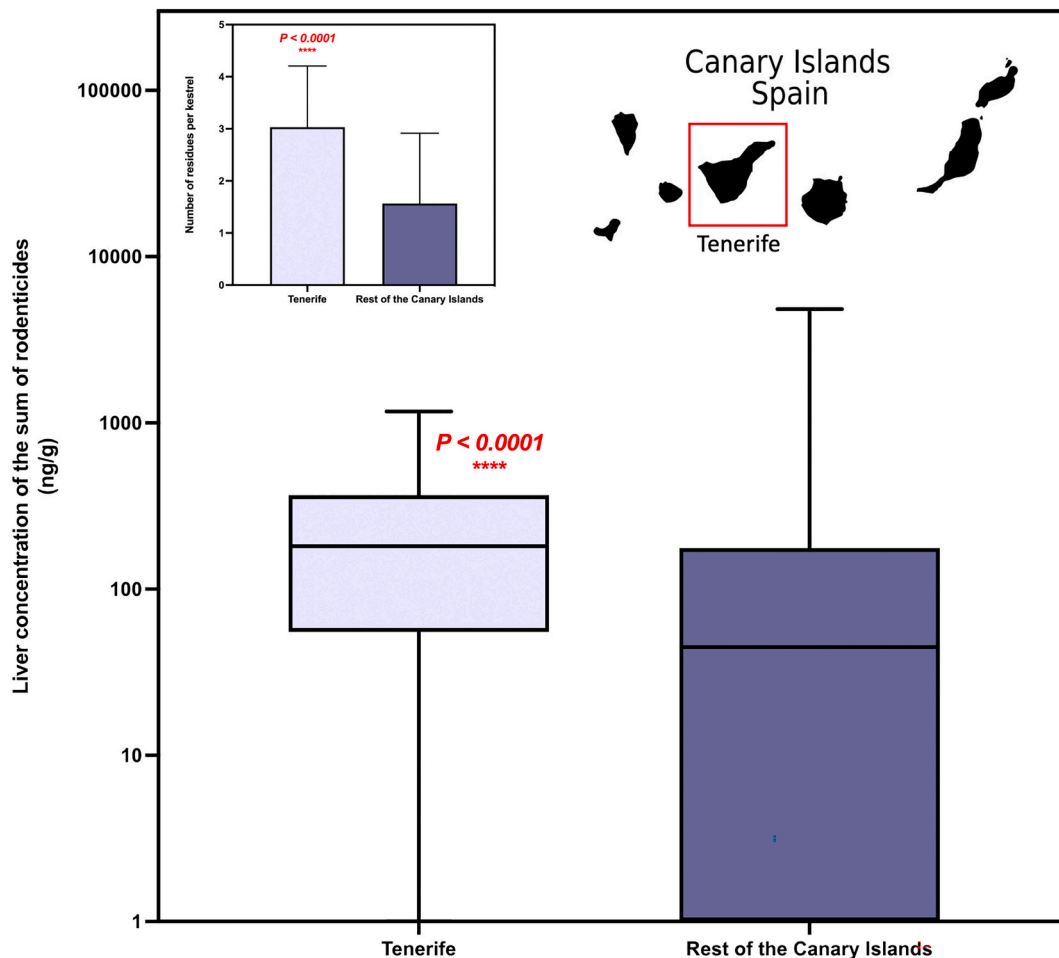 Canary Islands
Spain
Tenerife
5
4
3
2
1
0
Number of residues per kestrel
P < 0.0001
****
Tenerife
Rest of the Canary Islands
Liver concentration of the sum of rodenticides
(ng/g)
100000
10000
1000
100
10
1
P < 0.0001
****
Tenerife
Rest of the Canary Islands